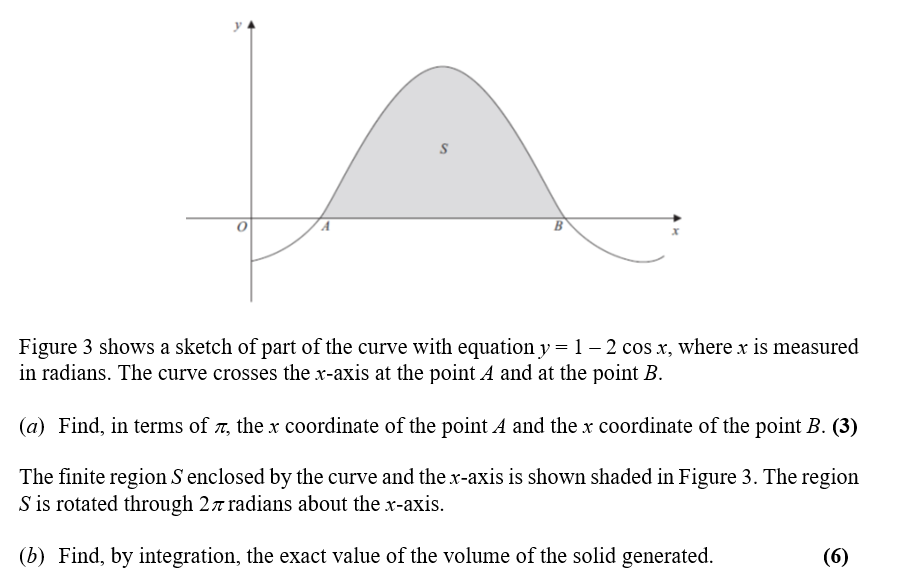 y
S
O
A
B
x
Figure 3 shows a sketch of part of the curve with equation y = 1 – 2 cos x, where x is measured
in radians. The curve crosses the x-axis at the point A and at the point B.
(a) Find, in terms of π, the x coordinate of the point A and the x coordinate of the point B. (3)
The finite region S enclosed by the curve and the x-axis is shown shaded in Figure 3. The region
S is rotated through 2π radians about the x-axis.
(b) Find, by integration, the exact value of the volume of the solid generated. (6)